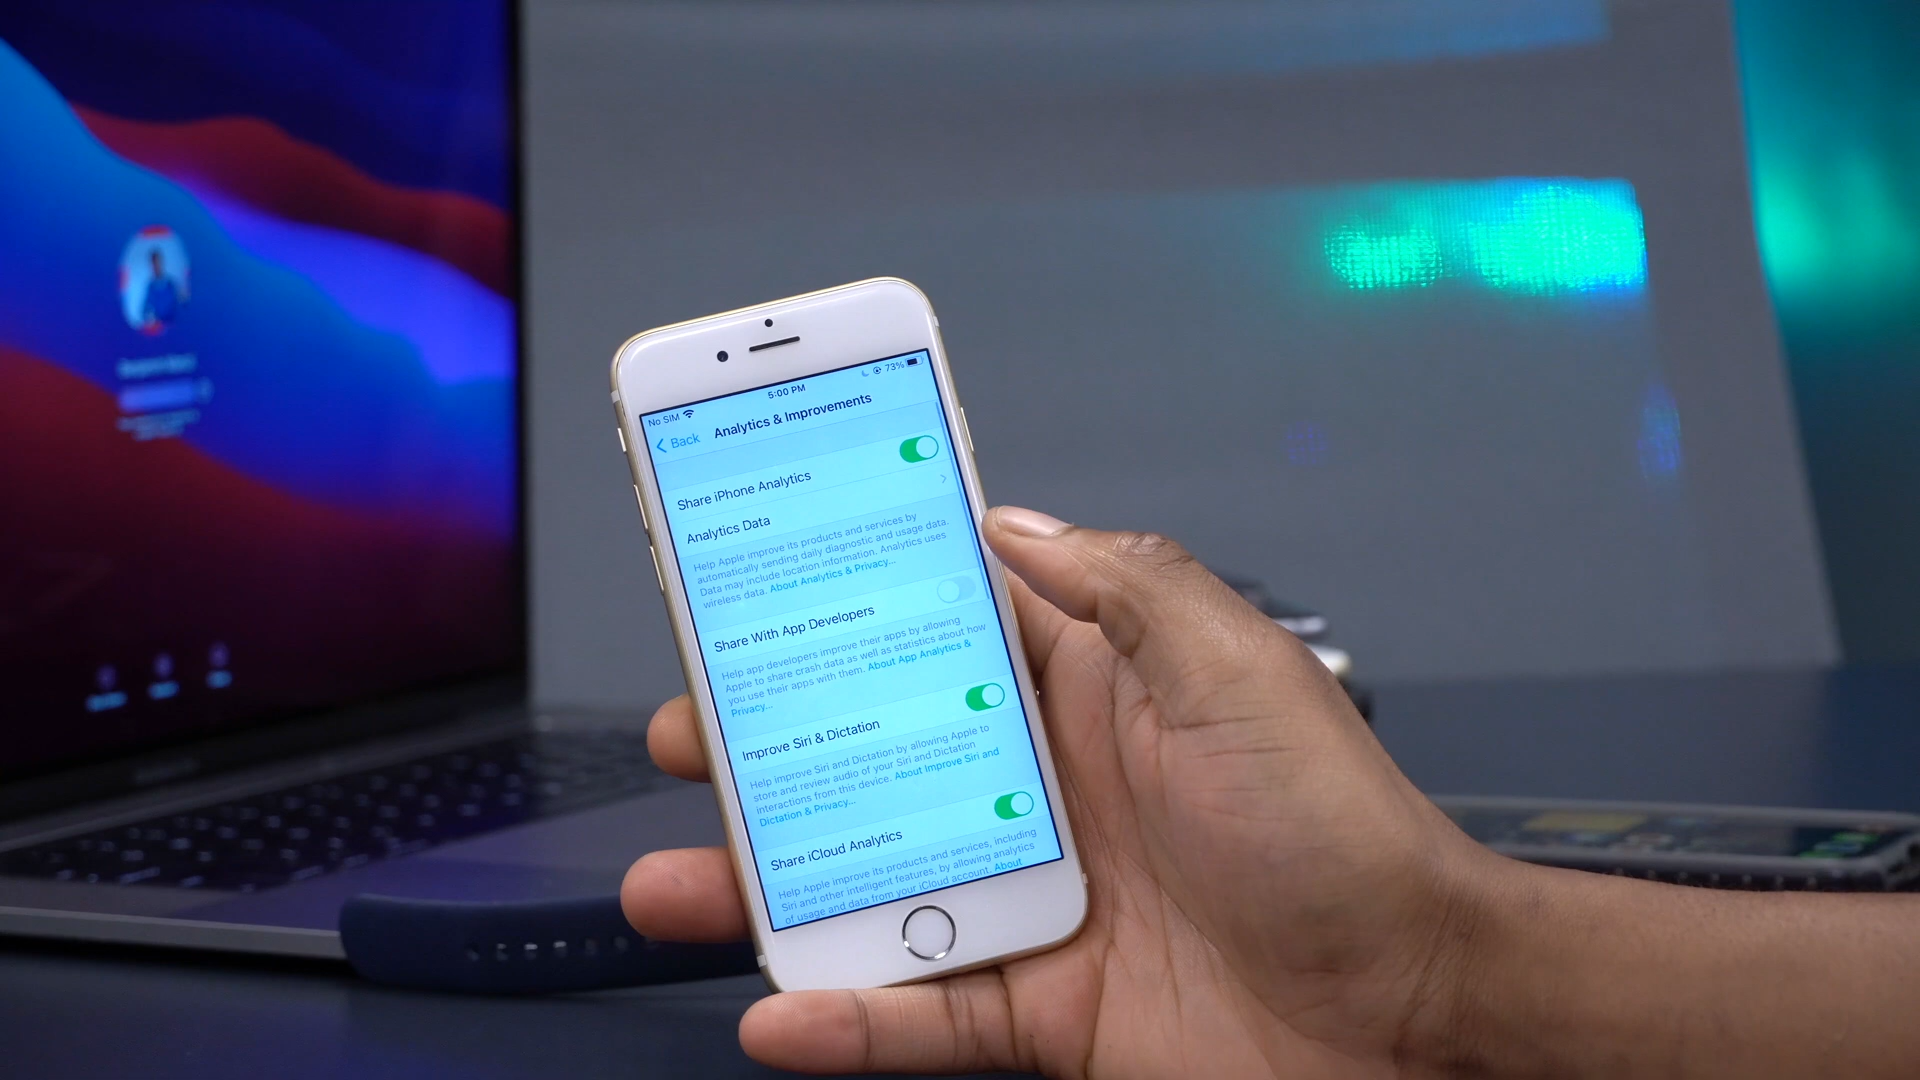 No SIM 5:00 PM 73%
Back Analytics & Improvements
Share iPhone Analytics
Analytics Data
Help Apple improve its products and services by
automatically sending daily diagnostic and usage data.
Data may include location information. Analytics uses
wireless data. About Analytics & Privacy...
Share With App Developers
Help app developers improve their apps by allowing
Apple to share crash data as well as statistics about how
you use their apps with them. About App Analytics &
Privacy...
Improve Siri & Dictation
Help improve Siri and Dictation by allowing Apple to
store and review audio of your Siri and Dictation
interactions from this device. About Improve Siri and
Dictation & Privacy...
Share iCloud Analytics
Help Apple improve its products and services, including
Siri and other intelligent features, by allowing analytics
of usage and data from your iCloud account. About